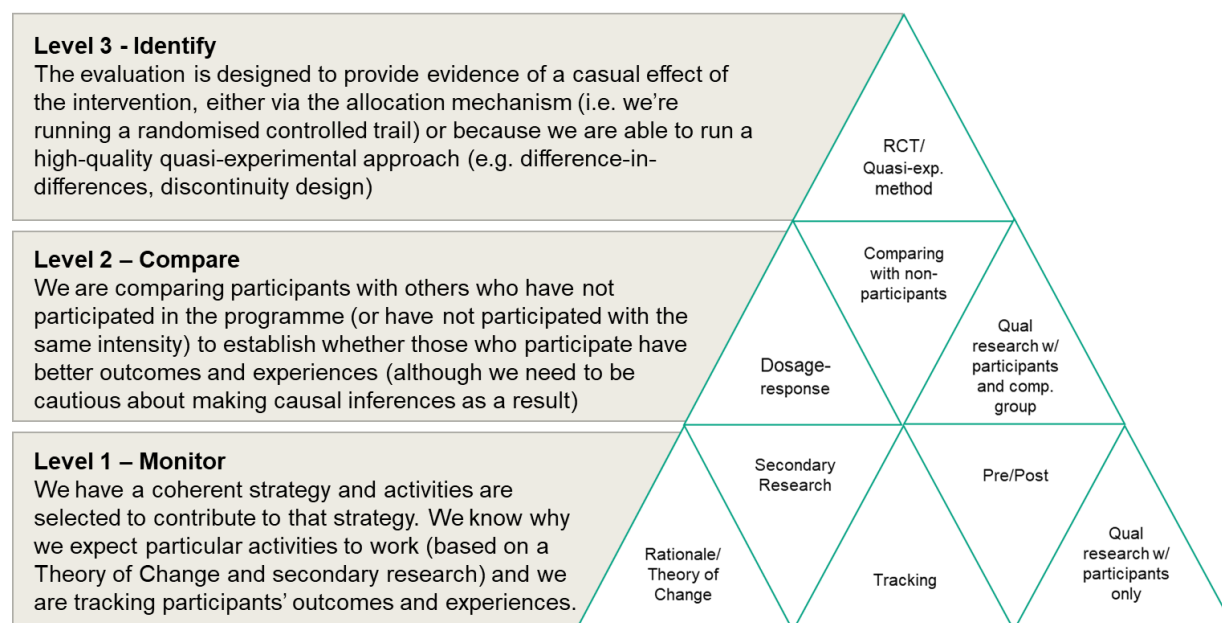 Level 3 - Identify
The evaluation is designed to provide evidence of a casual effect of
the intervention, either via the allocation mechanism (i.e. we’re
running a randomised controlled trail) or because we are able to run a
high-quality quasi-experimental approach (e.g. difference-in-
differences, discontinuity design)
RCT/
Quasi-exp.
method
Level 2 – Compare
We are comparing participants with others who have not
participated in the programme (or have not participated with the
same intensity) to establish whether those who participate have
better outcomes and experiences (although we need to be
cautious about making causal inferences as a result)
Dosage-
response
Comparing
with non-
participants
Qual
research w/
participants
and comp.
group
Level 1 – Monitor
We have a coherent strategy and activities are
selected to contribute to that strategy. We know why
we expect particular activities to work (based on a
Theory of Change and secondary research) and we
are tracking participants’ outcomes and experiences.
Rationale/
Theory of
Change
Secondary
Research
Tracking
Pre/Post
Qual
research w/
participants
only